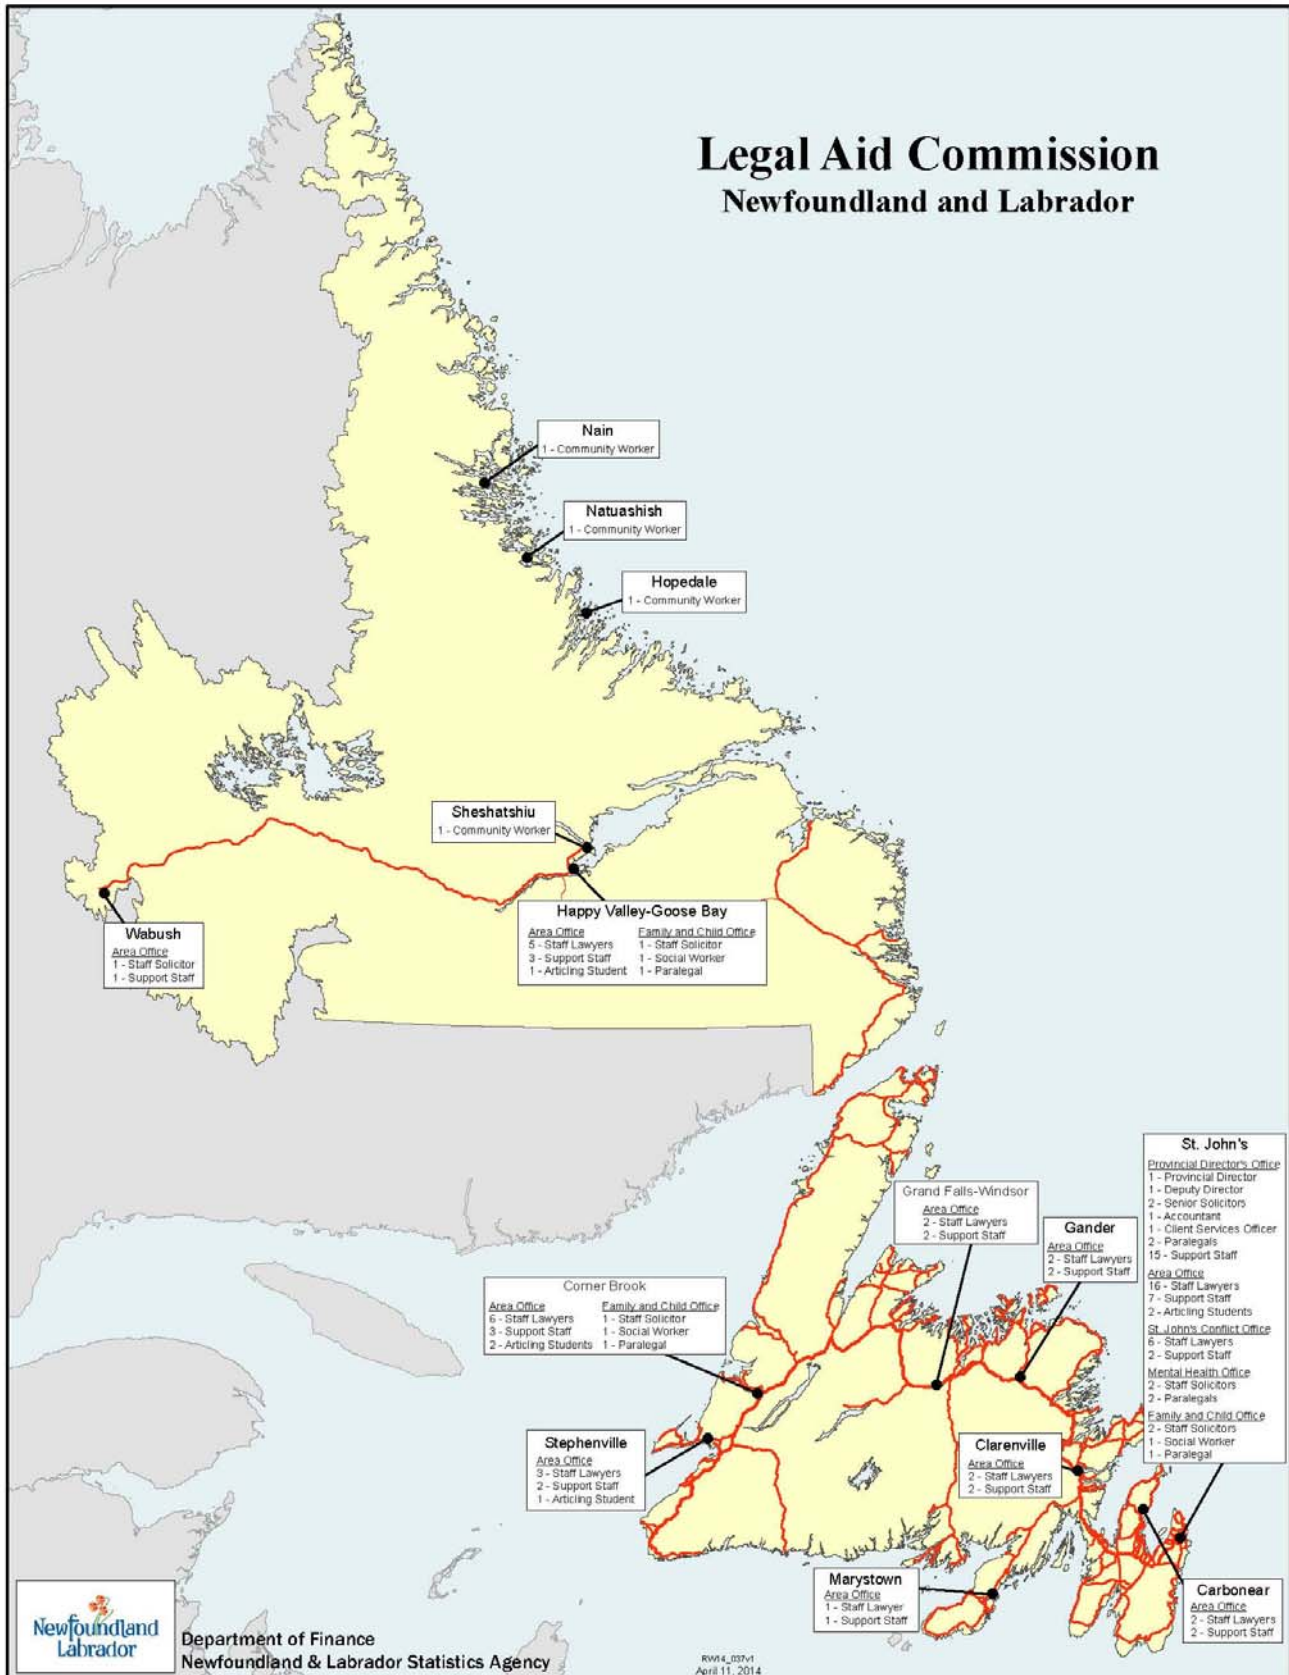 Legal Aid Commission
Newfoundland and Labrador
Nain
1 - Community Worker
Natuashish
1 - Community Worker
Hopedale
1 - Community Worker
Sheshatshiu
1 - Community Worker
Happy Valley-Goose Bay
Area Office Family and Child Office
5 - Staff Lawyers 1 - Staff Solicitor
3 - Support Staff 1 - Social Worker
1 - Articling Student 1 - Paralegal
Wabush
Area Office
1 - Staff Solicitor
1 - Support Staff
St. John's
Provincial Director's Office
1 - Provincial Director
1 - Deputy Director
2 - Senior Solicitors
1 - Accountant
1 - Client Services Officer
2 - Paralegals
15 - Support Staff
Area Office
16 - Staff Lawyers
7 - Support Staff
2 - Articling Students
St. John's Conflict Office
6 - Staff Lawyers
2 - Support Staff
Mental Health Office
2 - Staff Solicitors
2 - Paralegals
Family and Child Office
2 - Staff Solicitors
1 - Social Worker
1 - Paralegal
Grand Falls-Windsor
Area Office
2 - Staff Lawyers
2 - Support Staff
Gander
Area Office
2 - Staff Lawyers
2 - Support Staff
Corner Brook
Area Office Family and Child Office
6 - Staff Lawyers 1 - Staff Solicitor
3 - Support Staff 1 - Social Worker
2 - Articling Students 1 - Paralegal
Stephenville
Area Office
3 - Staff Lawyers
2 - Support Staff
1 - Articling Student
Clarenville
Area Office
2 - Staff Lawyers
2 - Support Staff
Marystown
Area Office
1 - Staff Lawyer
1 - Support Staff
Carbonear
Area Office
2 - Staff Lawyers
2 - Support Staff
Newfoundland
Labrador
Department of Finance
Newfoundland & Labrador Statistics Agency
RW14_037v1
April 11, 2014